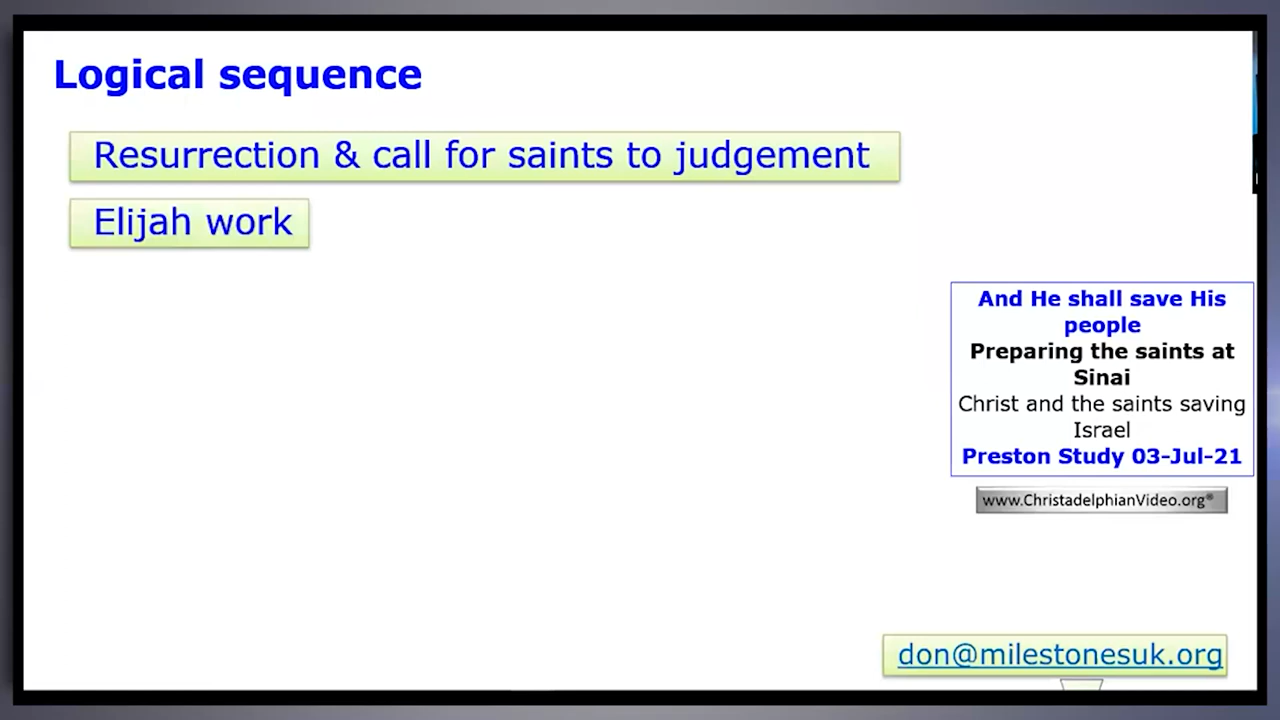 Logical sequence
Resurrection & call for saints to judgement
Elijah work
And He shall save His
people
Preparing the saints at
Sinai
Christ and the saints saving
Israel
Preston Study 03-Jul-21
www.ChristadelphianVideo.org®
don@milestonesuk.org